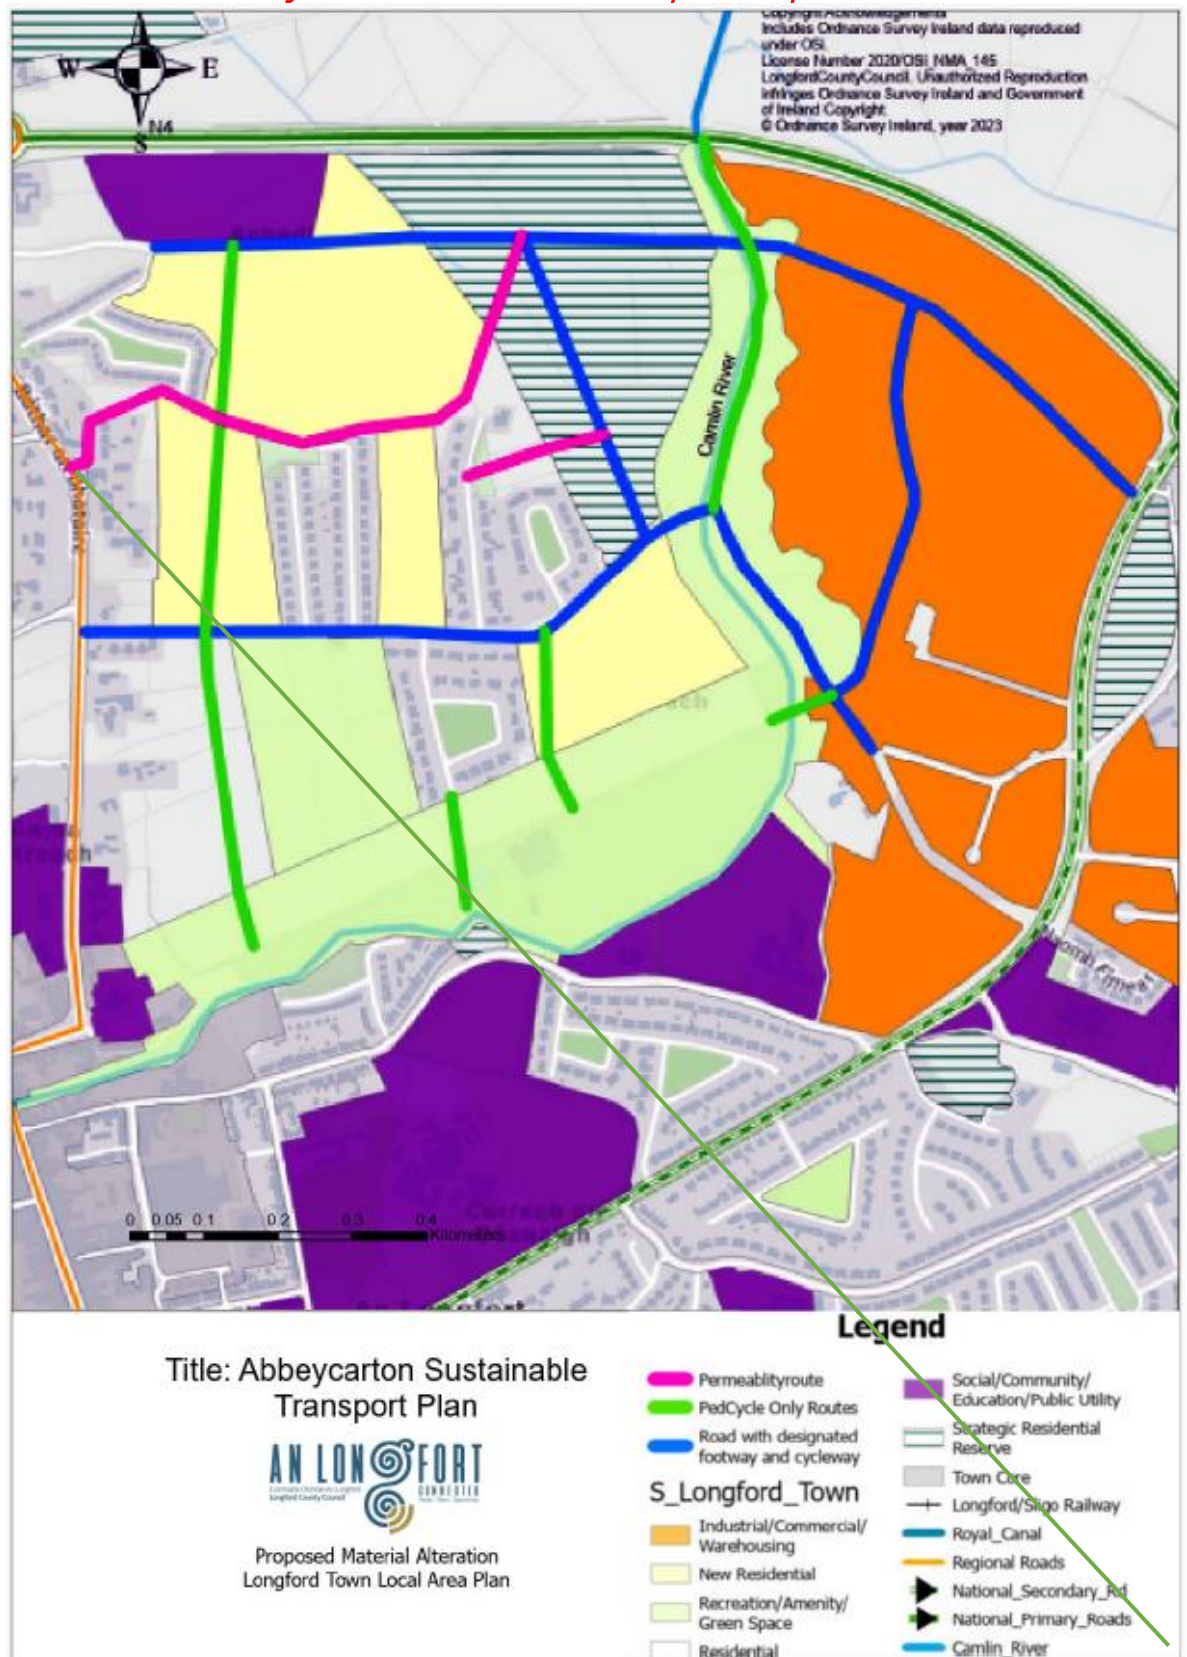 Copyright Acknowledgements
Includes Ordnance Survey Ireland data reproduced
under OSi.
License Number 2020/OSi_NMA_145
LongfordCountyCouncil. Unauthorized Reproduction
infringes Ordnance Survey Ireland and Government
of Ireland Copyright.
© Ordnance Survey Ireland, year 2023
W
E
S
N4
Camlin River
0 0.05 0.1 0.2 0.3 0.4
Kilometers
Legend
Title: Abbeycarton Sustainable
Transport Plan
AN LONGFORT
CONNECTED
Longford County Council
Proposed Material Alteration
Longford Town Local Area Plan
Permeablityroute
PedCycle Only Routes
Road with designated
footway and cycleway
S_Longford_Town
Industrial/Commercial/
Warehousing
New Residential
Recreation/Amenity/
Green Space
Residential
Social/Community/
Education/Public Utility
Strategic Residential
Reserve
Town Core
Longford/Sligo Railway
Royal_Canal
Regional Roads
National_Secondary_Rd
National_Primary_Roads
Camlin_River